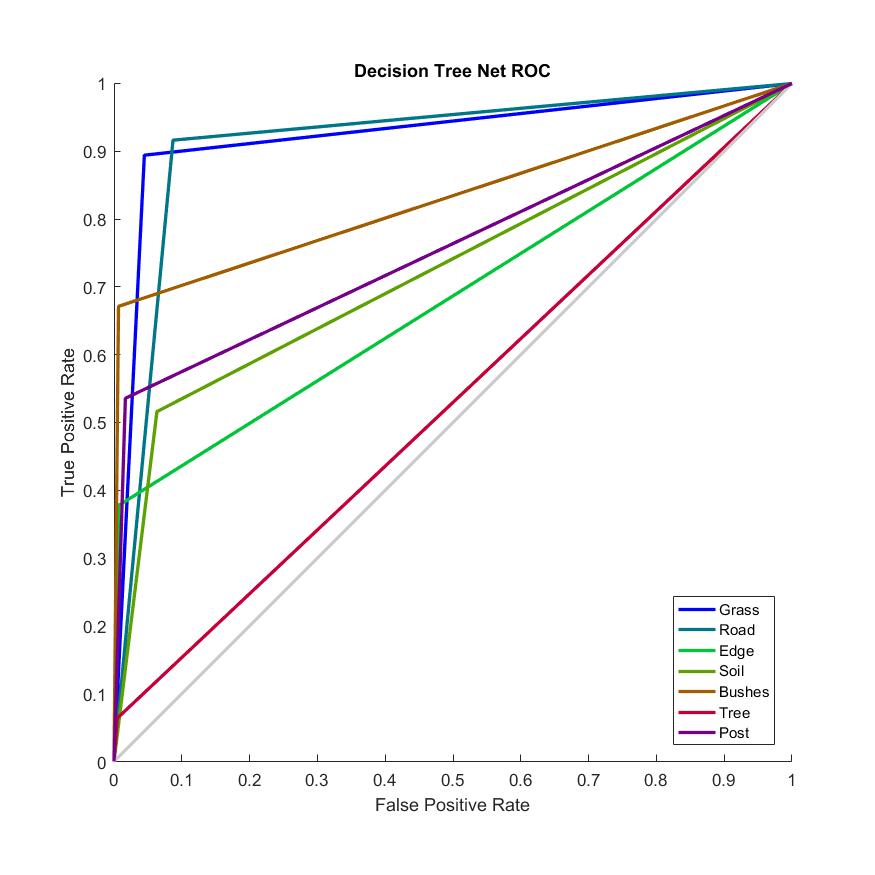 Decision Tree Net ROC
1
0.9
0.8
0.7
0.6
0.5
0.4
0.3
0.2
0.1
0
True Positive Rate
Grass
Road
Edge
Soil
Bushes
Tree
Post
0 0.1 0.2 0.3 0.4 0.5 0.6 0.7 0.8 0.9 1
False Positive Rate